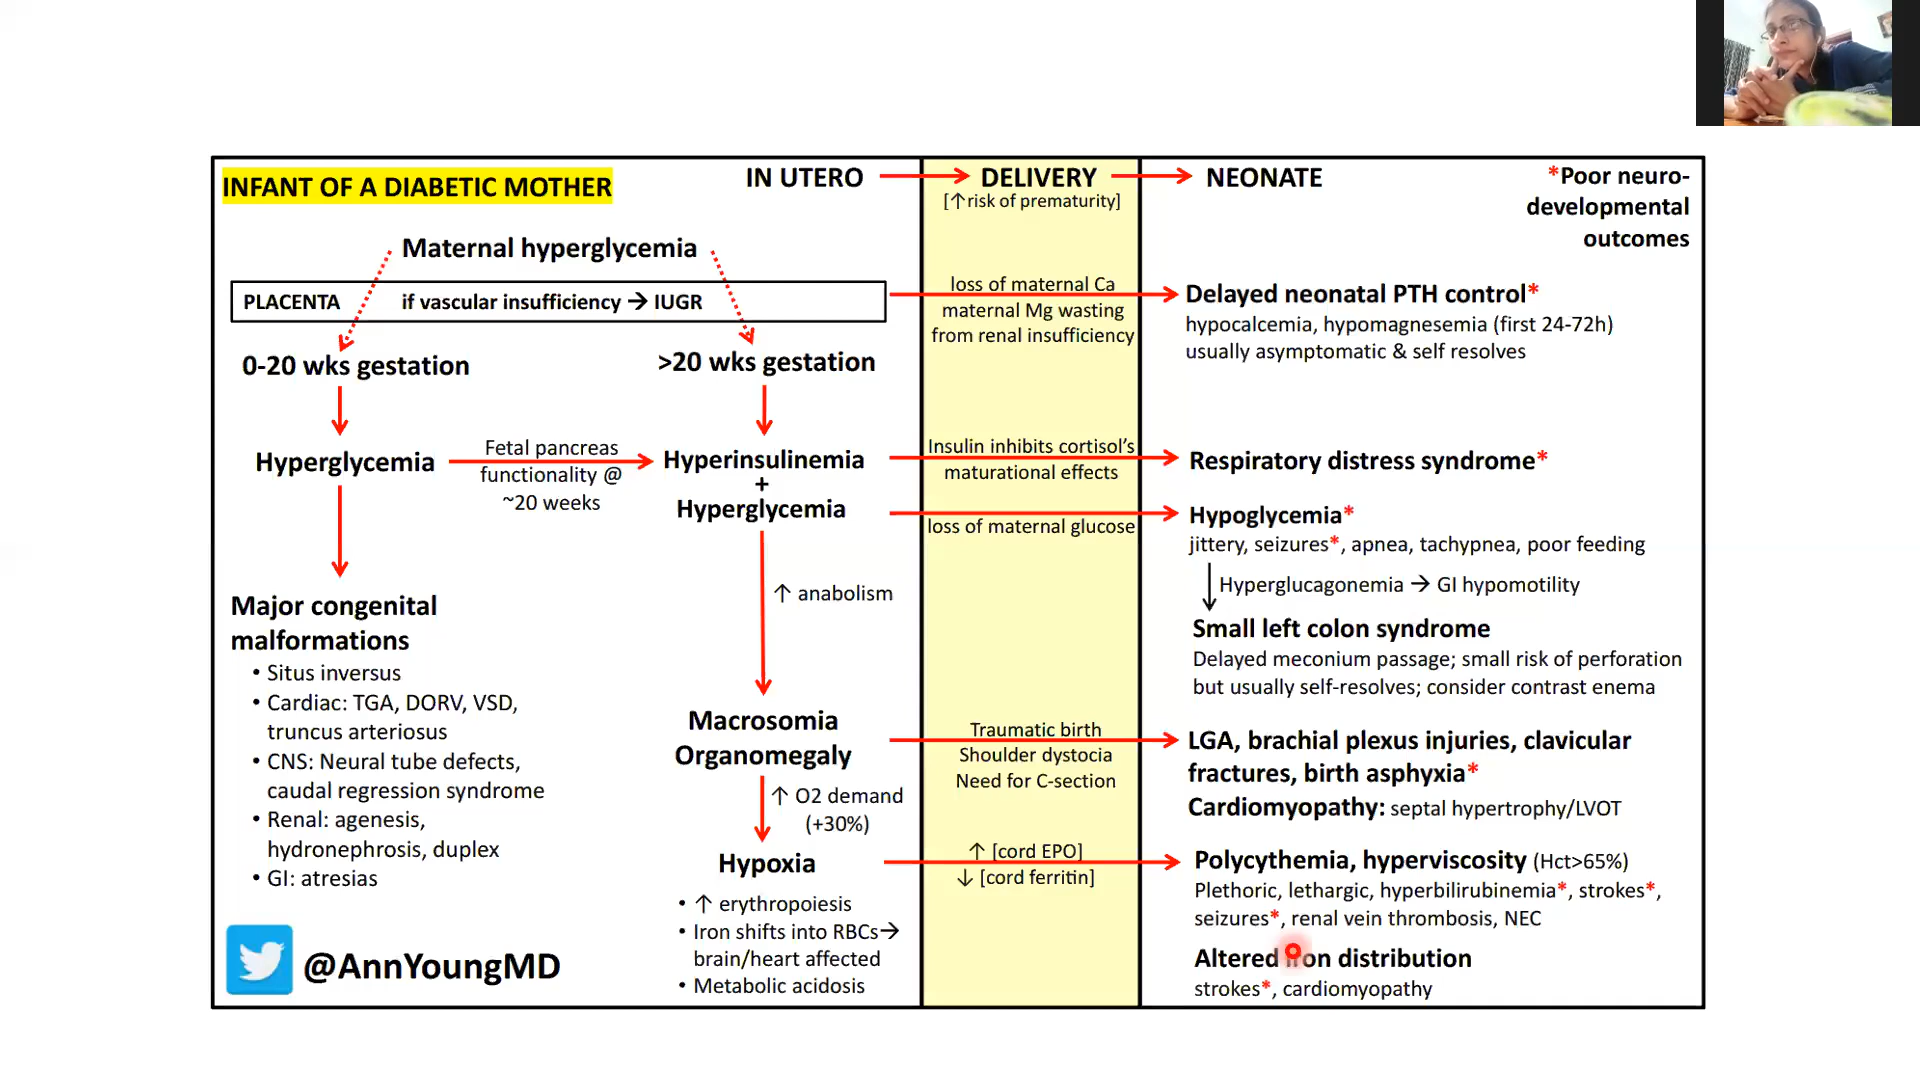 INFANT OF A DIABETIC MOTHER
IN UTERO
DELIVERY
[↑risk of prematurity]
NEONATE
*Poor neuro-
developmental
outcomes
Maternal hyperglycemia
PLACENTA if vascular insufficiency → IUGR
0-20 wks gestation
>20 wks gestation
Hyperglycemia
Fetal pancreas
functionality @
~20 weeks
Hyperinsulinemia
+
Hyperglycemia
↑ anabolism
Major congenital
malformations
• Situs inversus
• Cardiac: TGA, DORV, VSD,
truncus arteriosus
• CNS: Neural tube defects,
caudal regression syndrome
• Renal: agenesis,
hydronephrosis, duplex
• GI: atresias
@AnnYoungMD
Macrosomia
Organomegaly
↑ O2 demand
(+30%)
Hypoxia
• ↑ erythropoiesis
• Iron shifts into RBCs→
brain/heart affected
• Metabolic acidosis
loss of maternal Ca
maternal Mg wasting
from renal insufficiency
Insulin inhibits cortisol's
maturational effects
loss of maternal glucose
Traumatic birth
Shoulder dystocia
Need for C-section
↑ [cord EPO]
↓ [cord ferritin]
Delayed neonatal PTH control*
hypocalcemia, hypomagnesemia (first 24-72h)
usually asymptomatic & self resolves
Respiratory distress syndrome*
Hypoglycemia*
jittery, seizures*, apnea, tachypnea, poor feeding
Hyperglucagonemia → GI hypomotility
Small left colon syndrome
Delayed meconium passage; small risk of perforation
but usually self-resolves; consider contrast enema
LGA, brachial plexus injuries, clavicular
fractures, birth asphyxia*
Cardiomyopathy: septal hypertrophy/LVOT
Polycythemia, hyperviscosity (Hct>65%)
Plethoric, lethargic, hyperbilirubinemia*, strokes*,
seizures*, renal vein thrombosis, NEC
Altered iron distribution
strokes*, cardiomyopathy